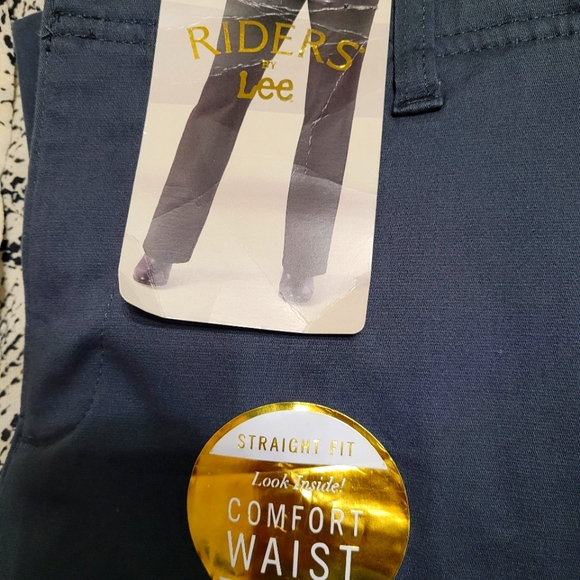 RIDERS®
BY
Lee®
STRAIGHT FIT
Look Inside!
COMFORT
WAIST